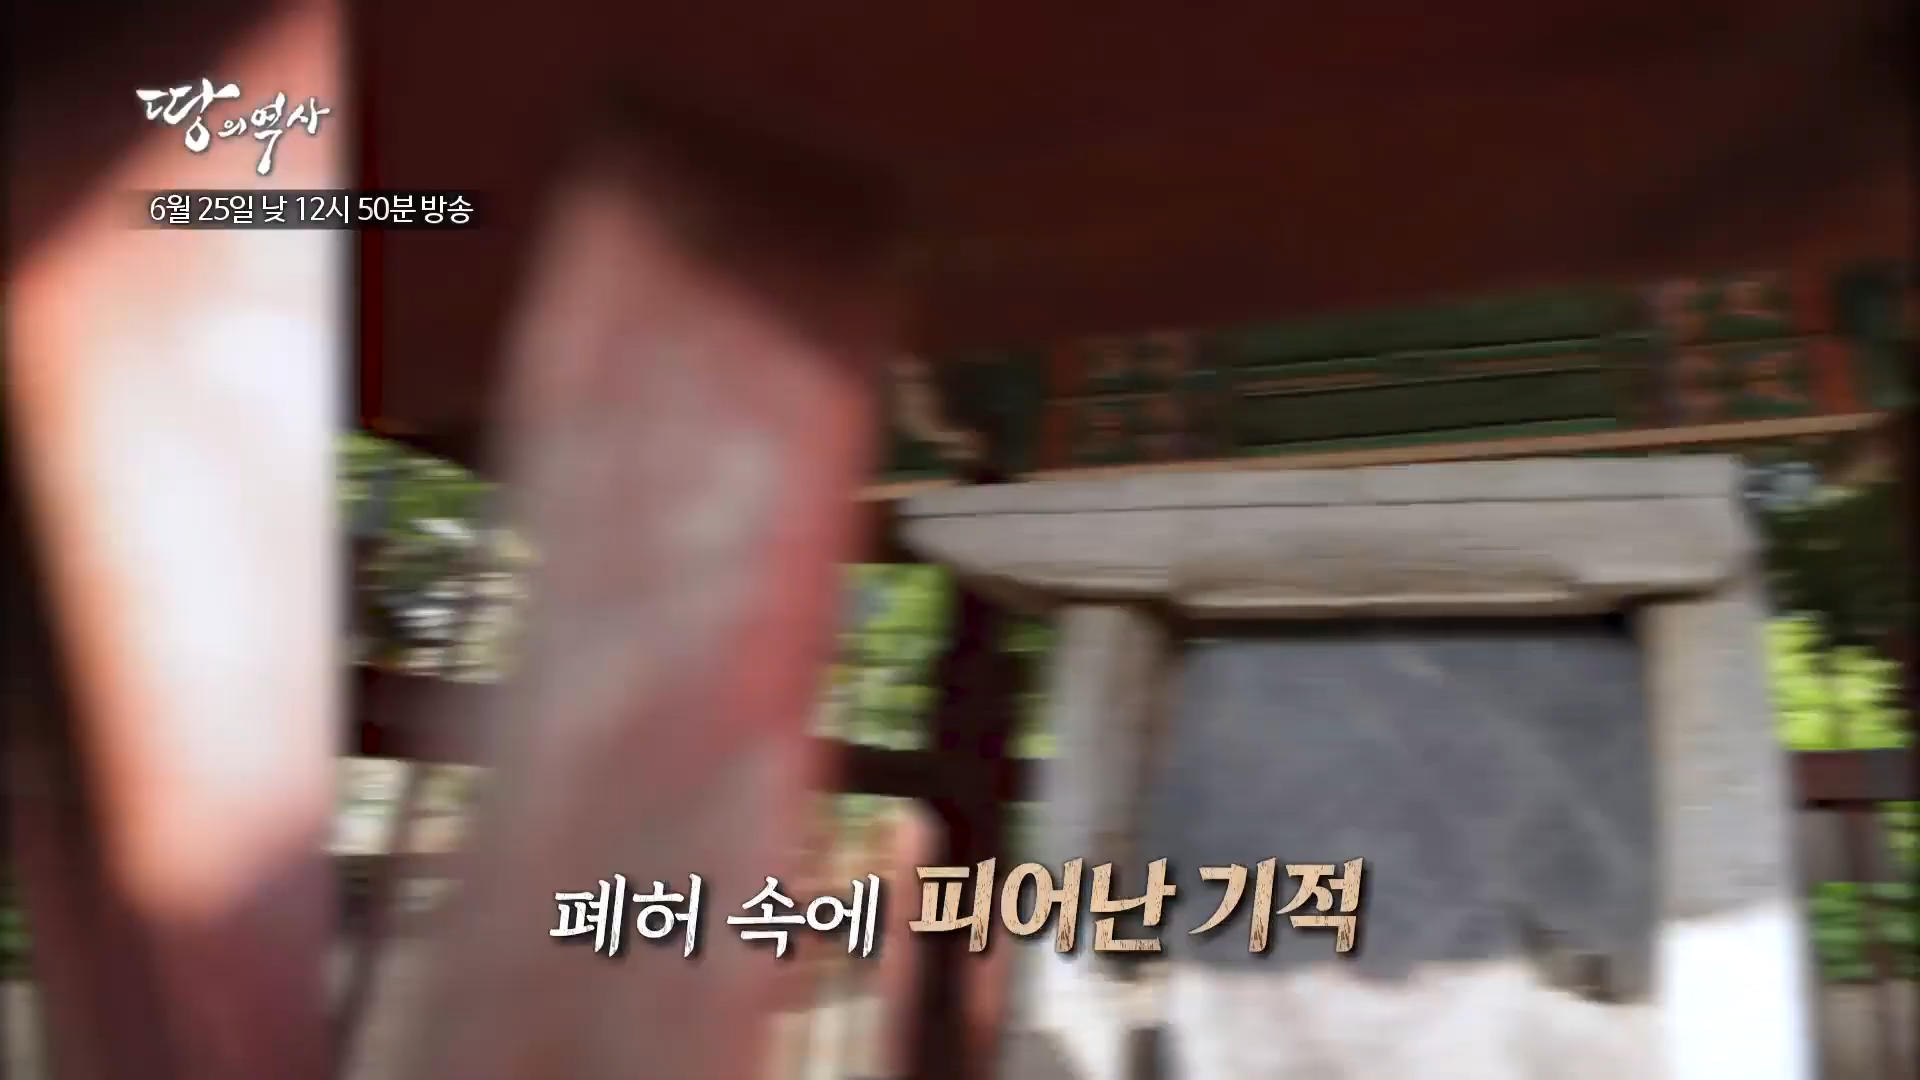 땅의 역사
6월 25일 낮 12시 50분 방송
폐허 속에 피어난 기적